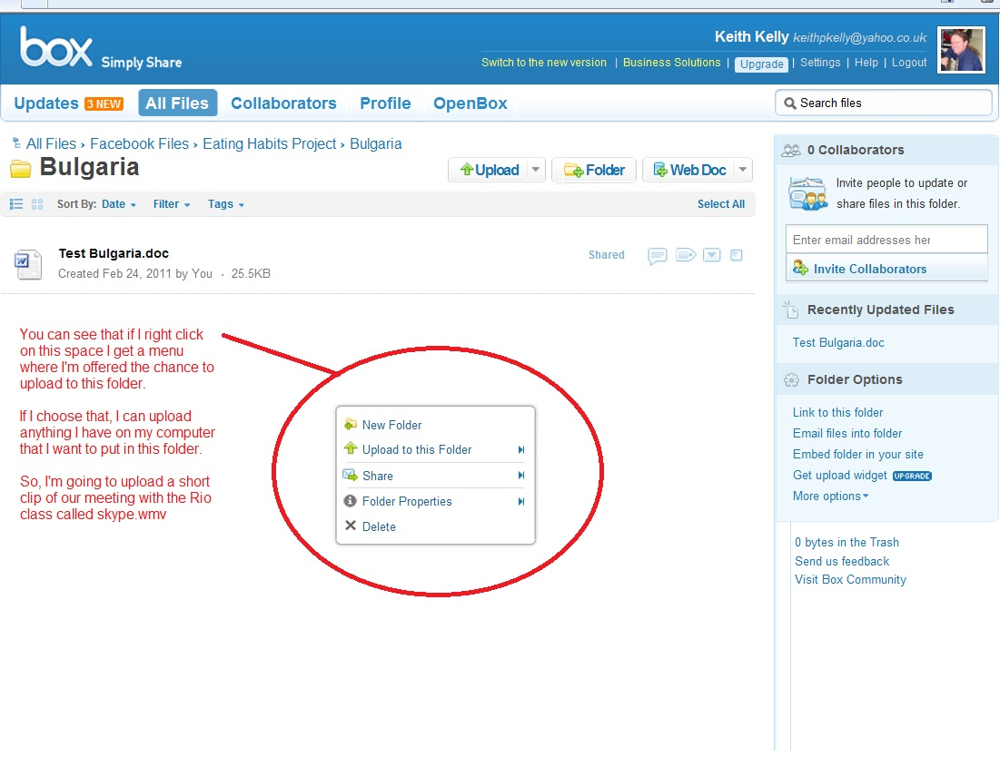 box Simply Share
Keith Kelly keithpkelly@yahoo.co.uk
Switch to the new version | Business Solutions | Upgrade | Settings | Help | Logout
Updates 3 NEW All Files Collaborators Profile OpenBox
Search files
All Files › Facebook Files › Eating Habits Project › Bulgaria
Bulgaria
Upload Folder Web Doc
Sort By: Date Filter Tags Select All
Test Bulgaria.doc
Created Feb 24, 2011 by You · 25.5KB
Shared
You can see that if I right click
on this space I get a menu
where I'm offered the chance to
upload to this folder.
If I choose that, I can upload
anything I have on my computer
that I want to put in this folder.
So, I'm going to upload a short
clip of our meeting with the Rio
class called skype.wmv
New Folder
Upload to this Folder
Share
Folder Properties
Delete
0 Collaborators
Invite people to update or
share files in this folder.
Enter email addresses her
Invite Collaborators
Recently Updated Files
Test Bulgaria.doc
Folder Options
Link to this folder
Email files into folder
Embed folder in your site
Get upload widget UPGRADE
More options
0 bytes in the Trash
Send us feedback
Visit Box Community